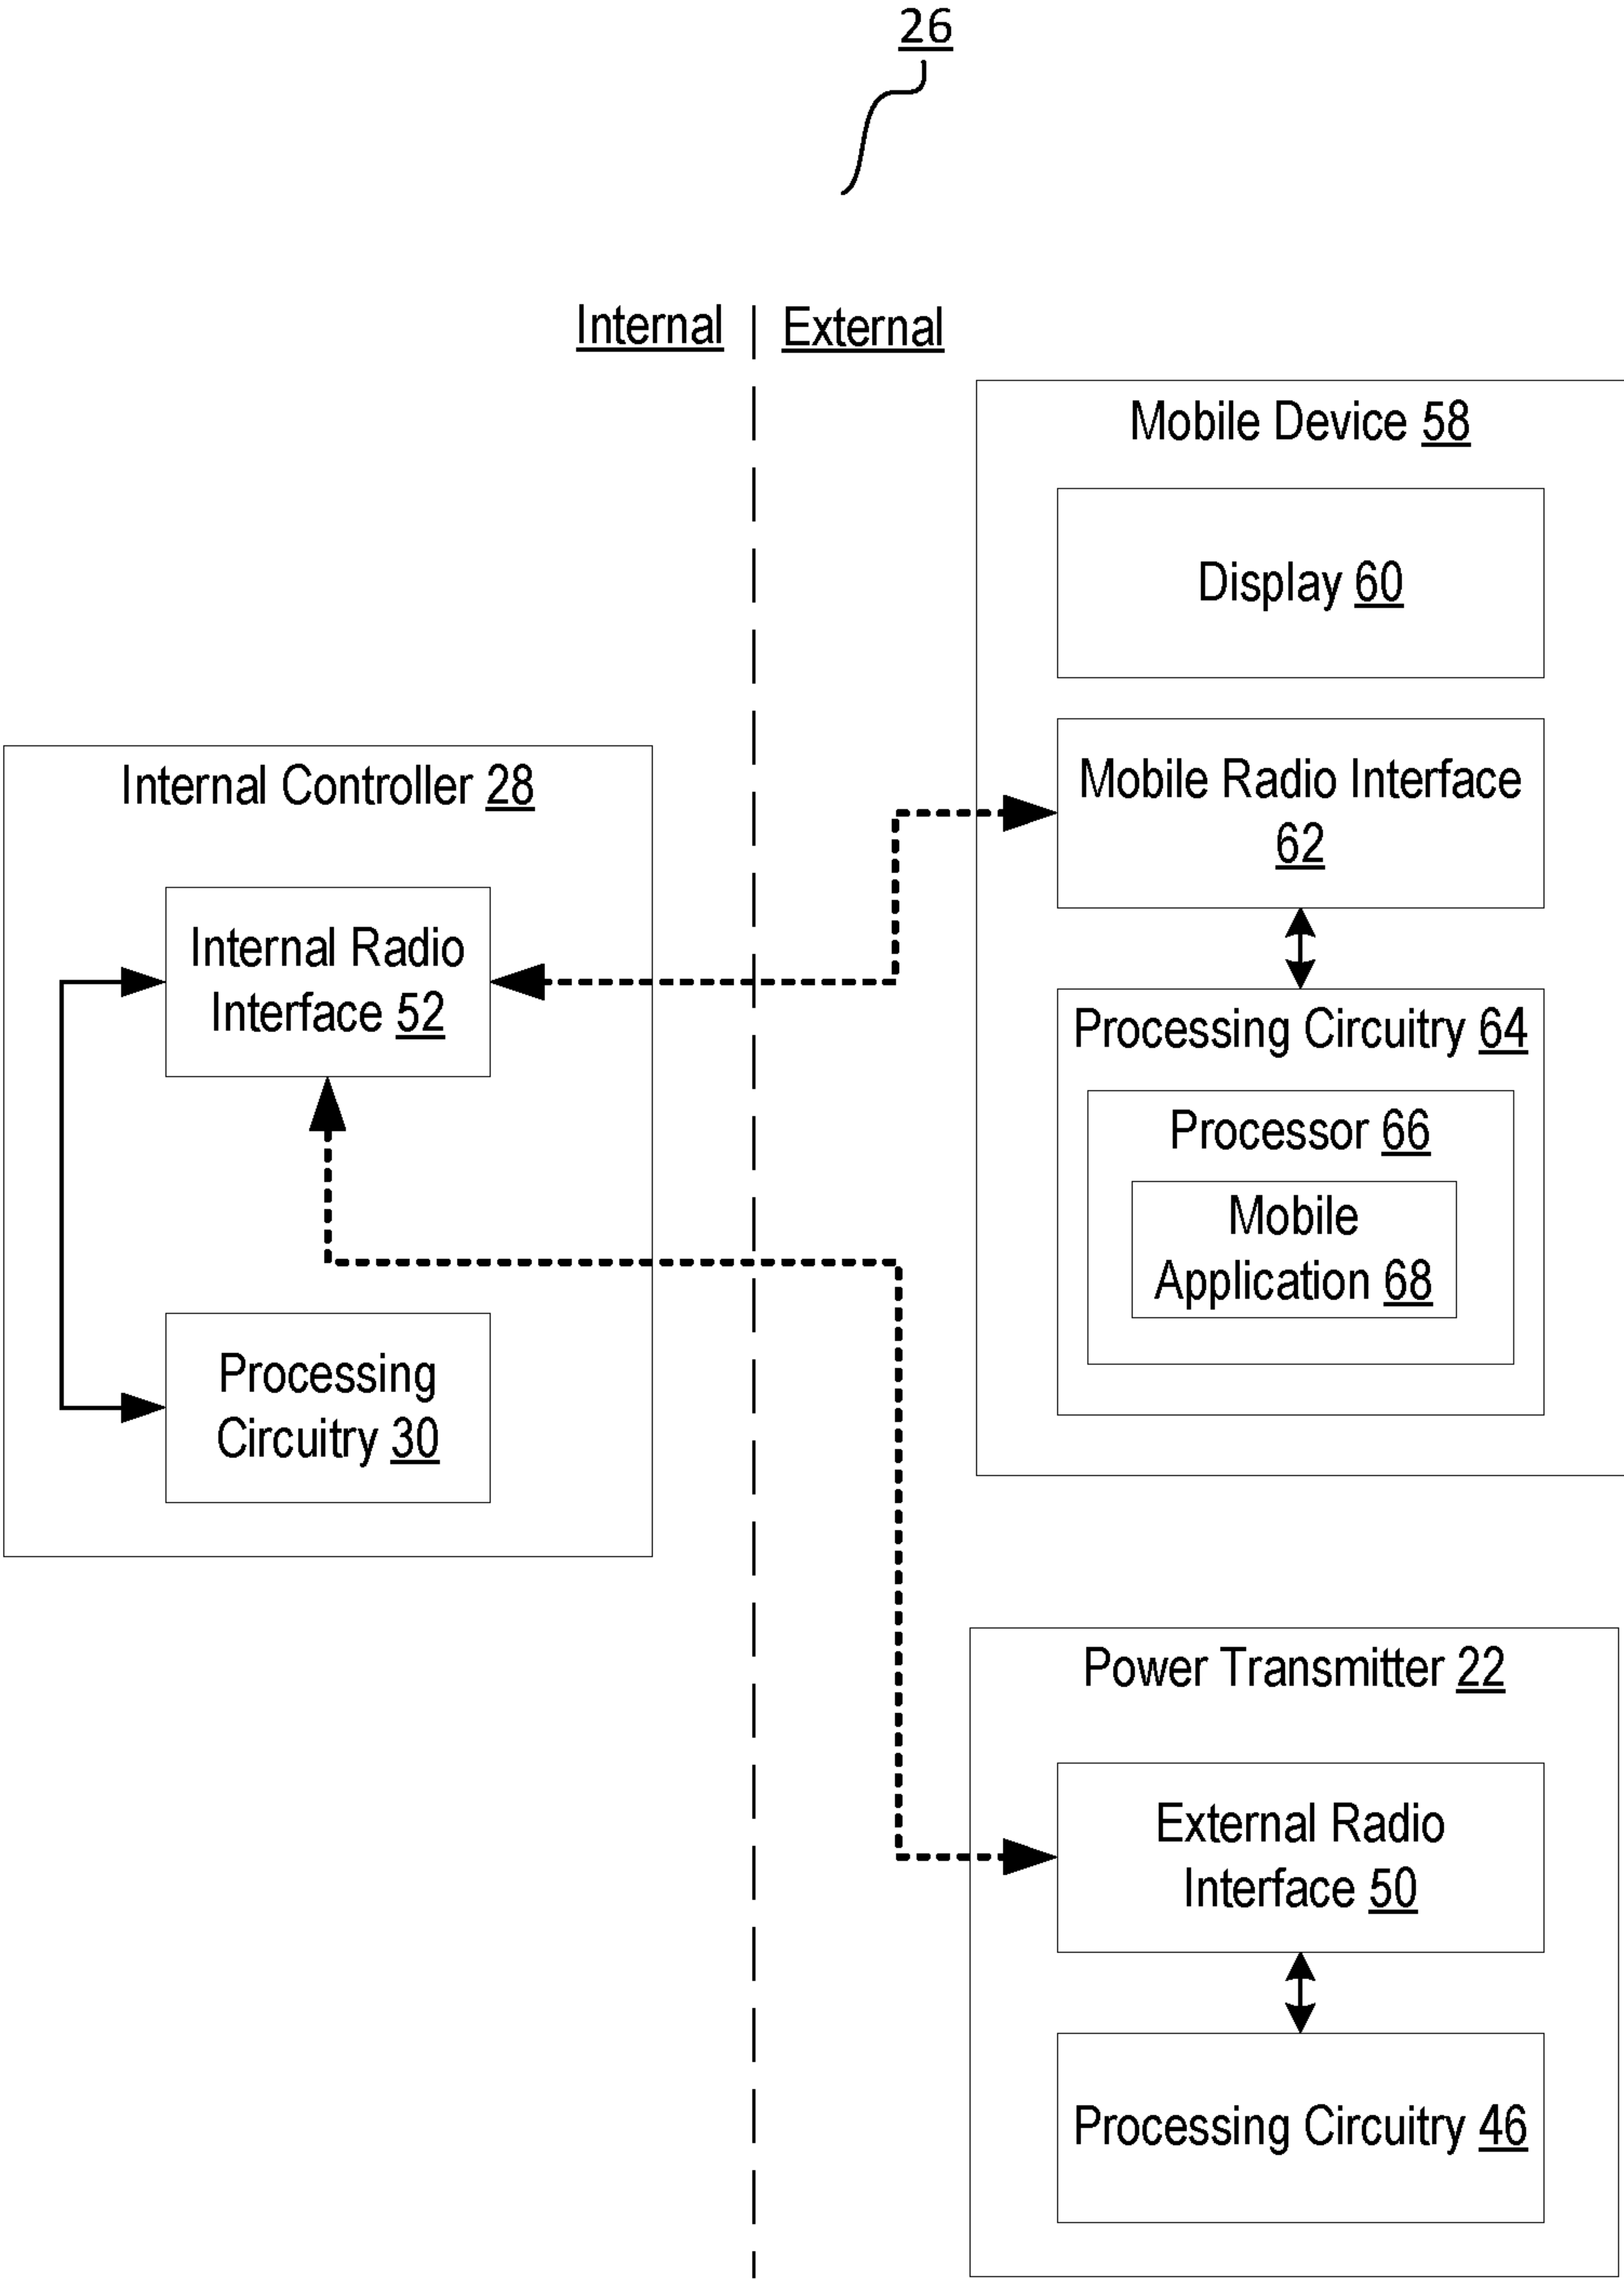 26
Internal
External
Mobile Device 58
Display 60
Mobile Radio Interface
62
Processing Circuitry 64
Processor 66
Mobile
Application 68
Internal Controller 28
Internal Radio
Interface 52
Processing
Circuitry 30
Power Transmitter 22
External Radio
Interface 50
Processing Circuitry 46